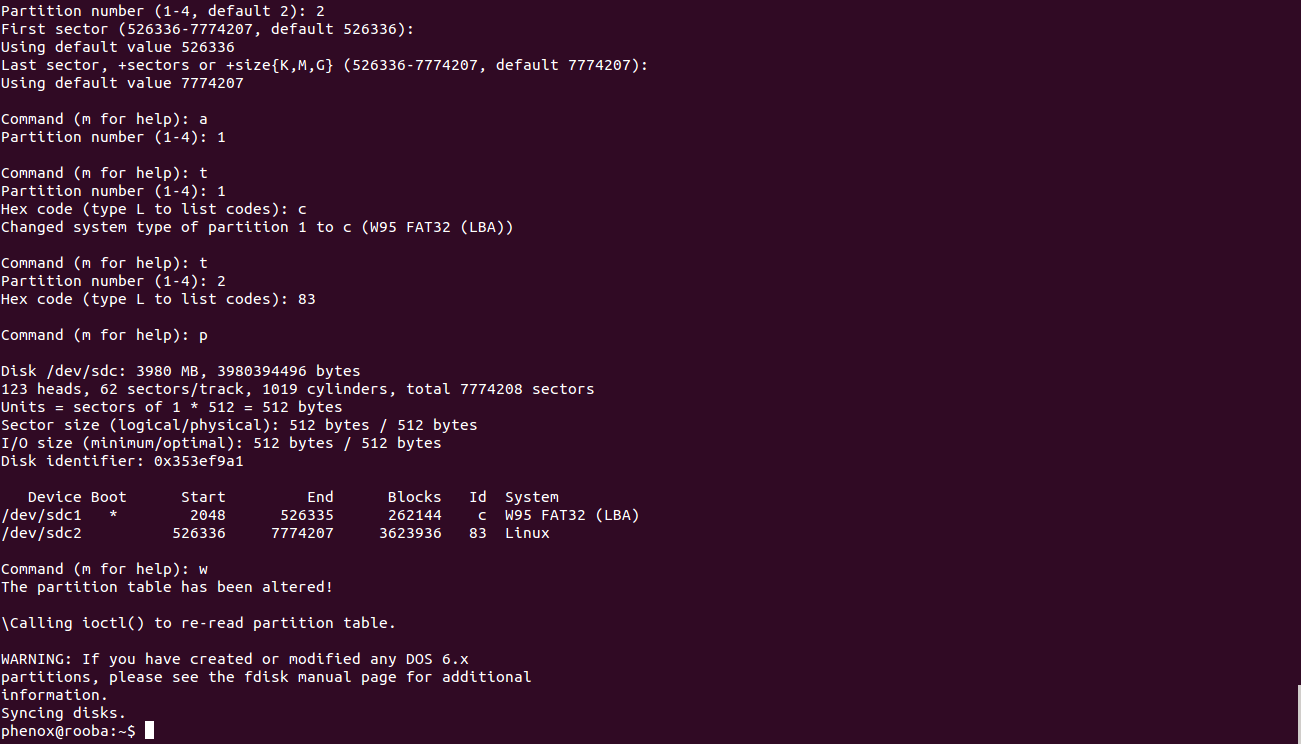 Partition number (1-4, default 2): 2
First sector (526336-7774207, default 526336):
Using default value 526336
Last sector, +sectors or +size{K,M,G} (526336-7774207, default 7774207):
Using default value 7774207
Command (m for help): a
Partition number (1-4): 1
Command (m for help): t
Partition number (1-4): 1
Hex code (type L to list codes): c
Changed system type of partition 1 to c (W95 FAT32 (LBA))
Command (m for help): t
Partition number (1-4): 2
Hex code (type L to list codes): 83
Command (m for help): p
Disk /dev/sdc: 3980 MB, 3980394496 bytes
123 heads, 62 sectors/track, 1019 cylinders, total 7774208 sectors
Units = sectors of 1 * 512 = 512 bytes
Sector size (logical/physical): 512 bytes / 512 bytes
I/O size (minimum/optimal): 512 bytes / 512 bytes
Disk identifier: 0x353ef9a1
   Device Boot      Start         End      Blocks   Id  System
/dev/sdc1   *        2048      526335      262144    c  W95 FAT32 (LBA)
/dev/sdc2          526336     7774207     3623936   83  Linux
Command (m for help): w
The partition table has been altered!
\Calling ioctl() to re-read partition table.
WARNING: If you have created or modified any DOS 6.x
partitions, please see the fdisk manual page for additional
information.
Syncing disks.
phenox@rooba:~$